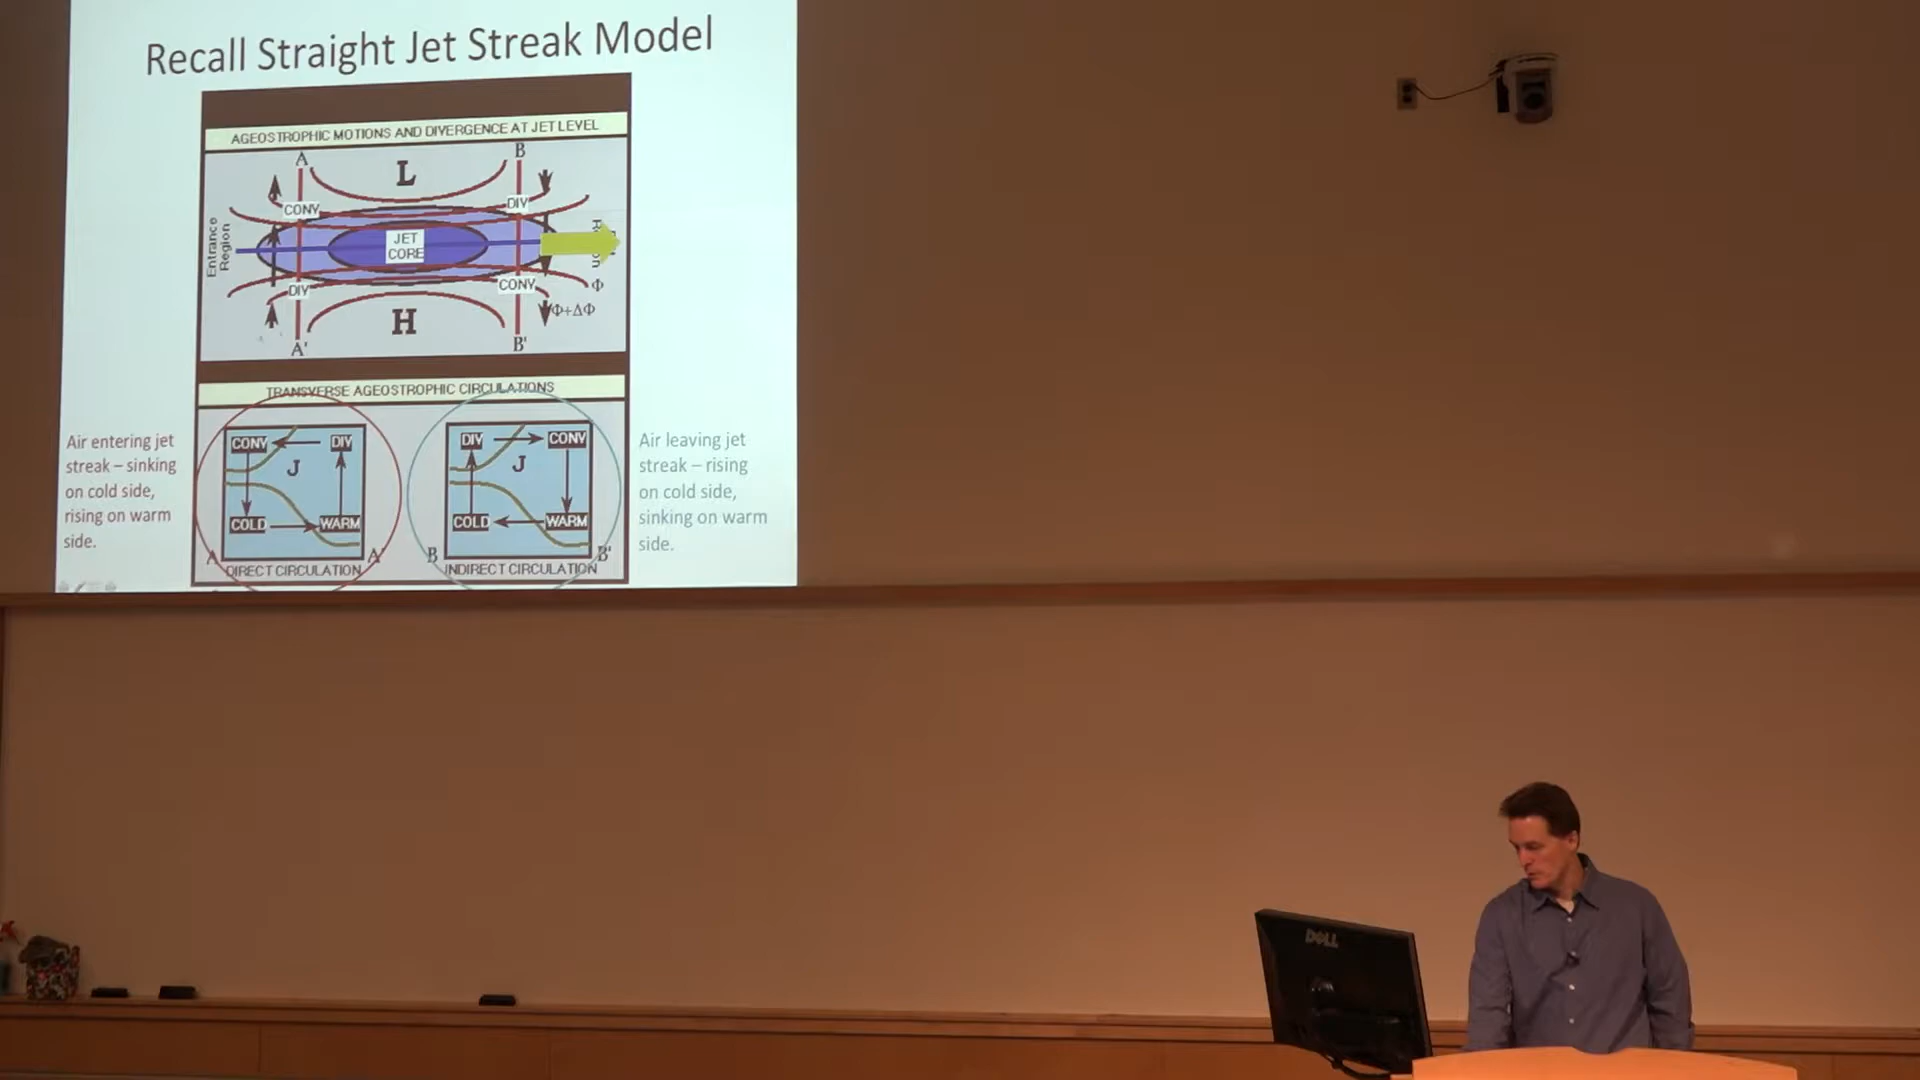 Recall Straight Jet Streak Model
AGEOSTROPHIC MOTIONS AND DIVERGENCE AT JET LEVEL
A
B
L
CONV
DIV
Entrance
Region
JET
CORE
DIV
CONV
Φ
Φ+ΔΦ
H
A'
B'
TRANSVERSE AGEOSTROPHIC CIRCULATIONS
Air entering jet
streak – sinking
on cold side,
rising on warm
side.
CONV
DIV
J
COLD
WARM
A
A'
DIRECT CIRCULATION
DIV
CONV
J
COLD
WARM
B
B'
INDIRECT CIRCULATION
Air leaving jet
streak – rising
on cold side,
sinking on warm
side.
DELL